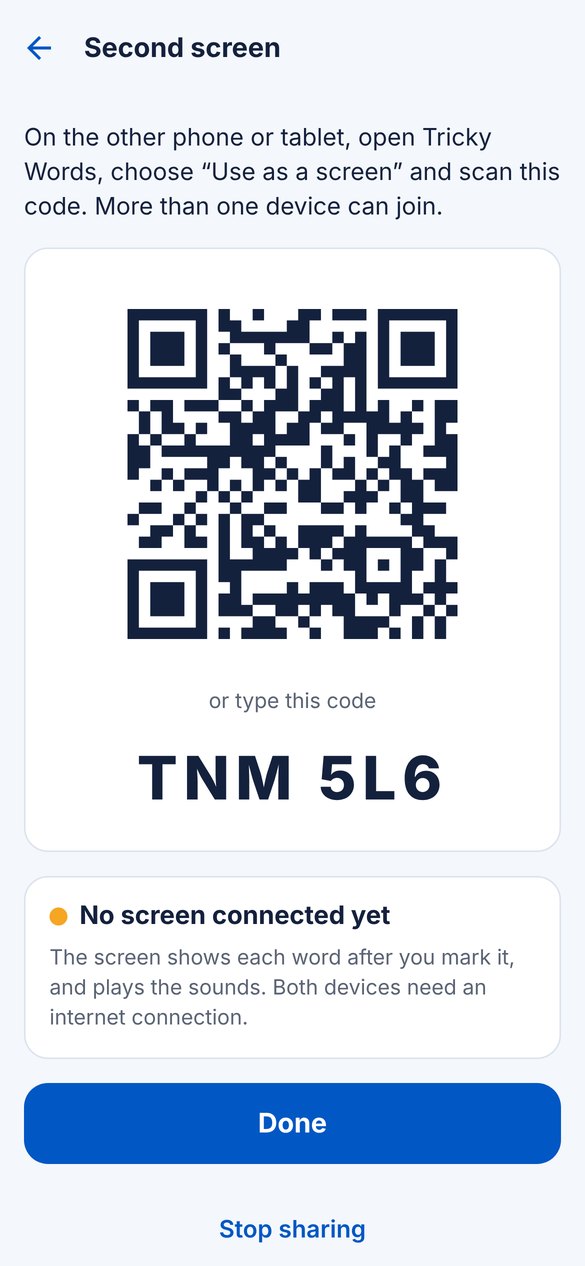 Second screen
On the other phone or tablet, open Tricky
Words, choose “Use as a screen” and scan this
code. More than one device can join.
or type this code
TNM 5L6
No screen connected yet
The screen shows each word after you mark it,
and plays the sounds. Both devices need an
internet connection.
Done
Stop sharing